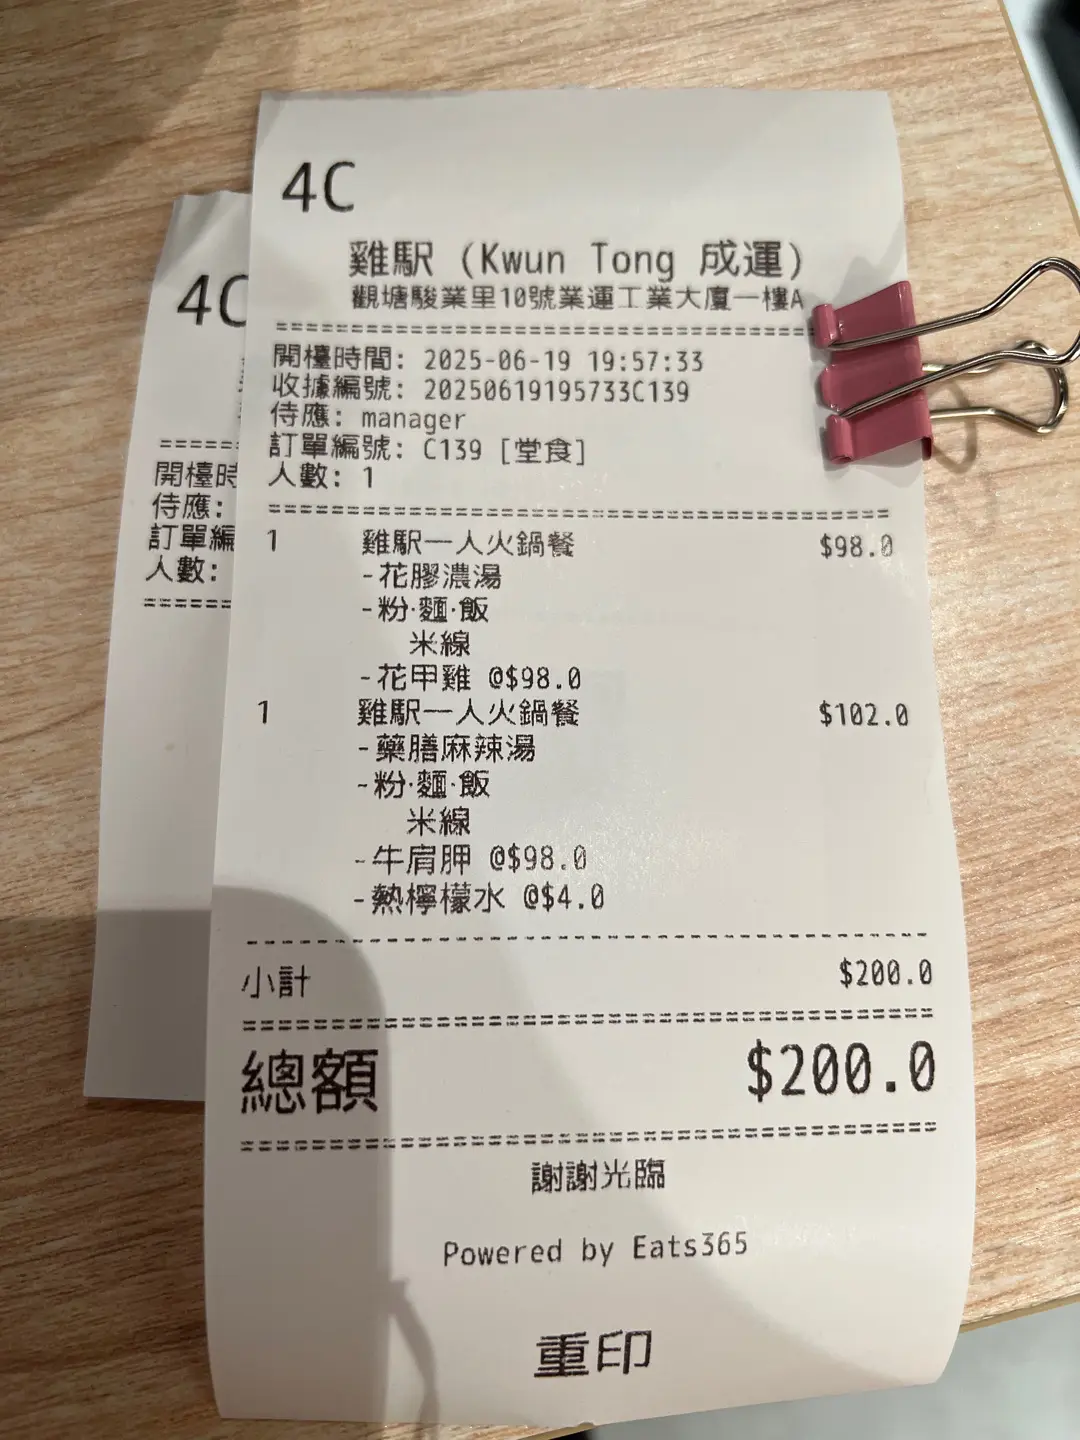 4C
雞駅 (Kwun Tong 成運)
觀塘駿業里10號業運工業大廈一樓A
開檯時間: 2025-06-19 19:57:33
收據編號: 20250619195733C139
侍應: manager
訂單編號: C139 [堂食]
人數: 1
1 雞駅一人火鍋餐 $98.0
-花膠濃湯
-粉·麵·飯
米線
-花甲雞 @$98.0
1 雞駅一人火鍋餐 $102.0
-藥膳麻辣湯
-粉·麵·飯
米線
-牛肩胛 @$98.0
-熱檸檬水 @$4.0
小計 $200.0
總額 $200.0
謝謝光臨
Powered by Eats365
重印
4C
開檯時
侍應:
訂單編
人數: